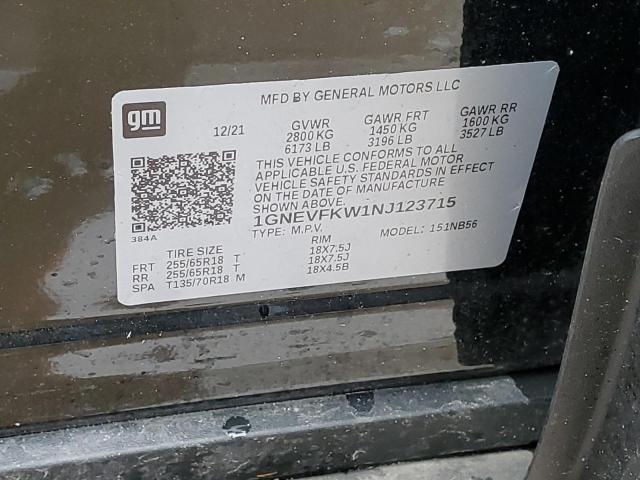 MFD BY GENERAL MOTORS LLC
gm
12/21
GVWR GAWR FRT GAWR RR
2800 KG 1450 KG 1600 KG
6173 LB 3196 LB 3527 LB
THIS VEHICLE CONFORMS TO ALL
APPLICABLE U.S. FEDERAL MOTOR
VEHICLE SAFETY STANDARDS IN EFFECT
ON THE DATE OF MANUFACTURE
SHOWN ABOVE.
1GNEVFKW1NJ123715
384A
TYPE: M.P.V. MODEL: 151NB56
TIRE SIZE RIM
FRT 255/65R18 T 18X7.5J
RR. 255/65R18 T 18X7.5J
SPA T135/70R18 M 18X4.5B